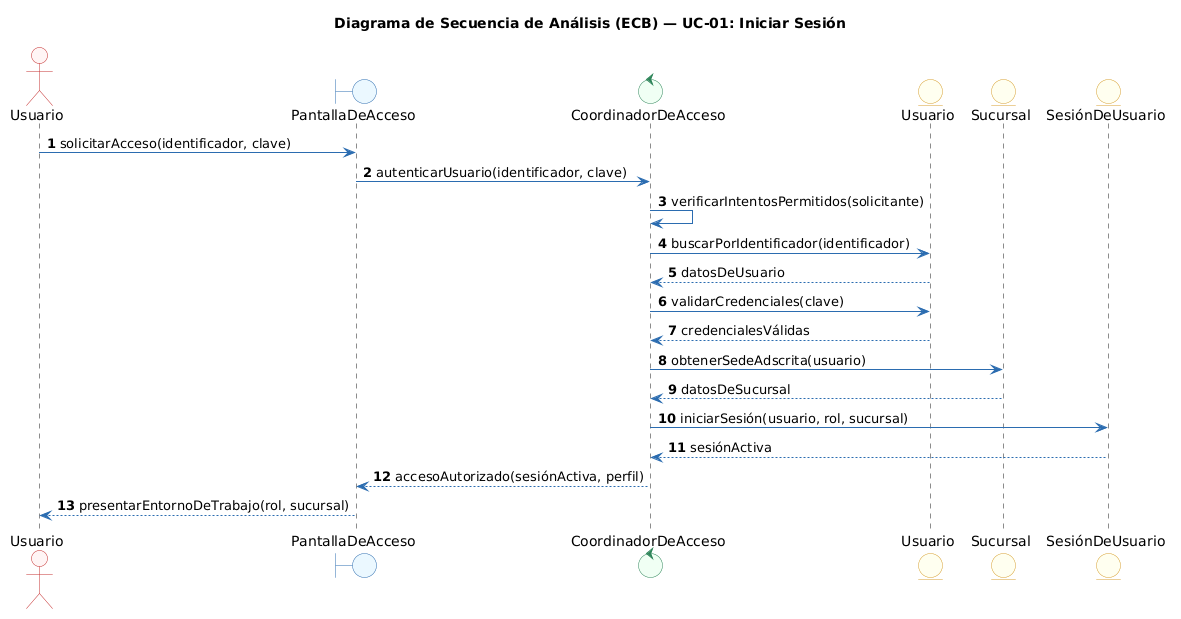 Diagrama de Secuencia de Análisis (ECB) — UC-01: Iniciar Sesión
Usuario PantallaDeAcceso CoordinadorDeAcceso Usuario Sucursal SesiónDeUsuario
1 solicitarAcceso(identificador, clave)
2 autenticarUsuario(identificador, clave)
3 verificarIntentosPermitidos(solicitante)
4 buscarPorIdentificador(identificador)
5 datosDeUsuario
6 validarCredenciales(clave)
7 credencialesVálidas
8 obtenerSedeAdscrita(usuario)
9 datosDeSucursal
10 iniciarSesión(usuario, rol, sucursal)
11 sesiónActiva
12 accesoAutorizado(sesiónActiva, perfil)
13 presentarEntornoDeTrabajo(rol, sucursal)
Usuario PantallaDeAcceso CoordinadorDeAcceso Usuario Sucursal SesiónDeUsuario